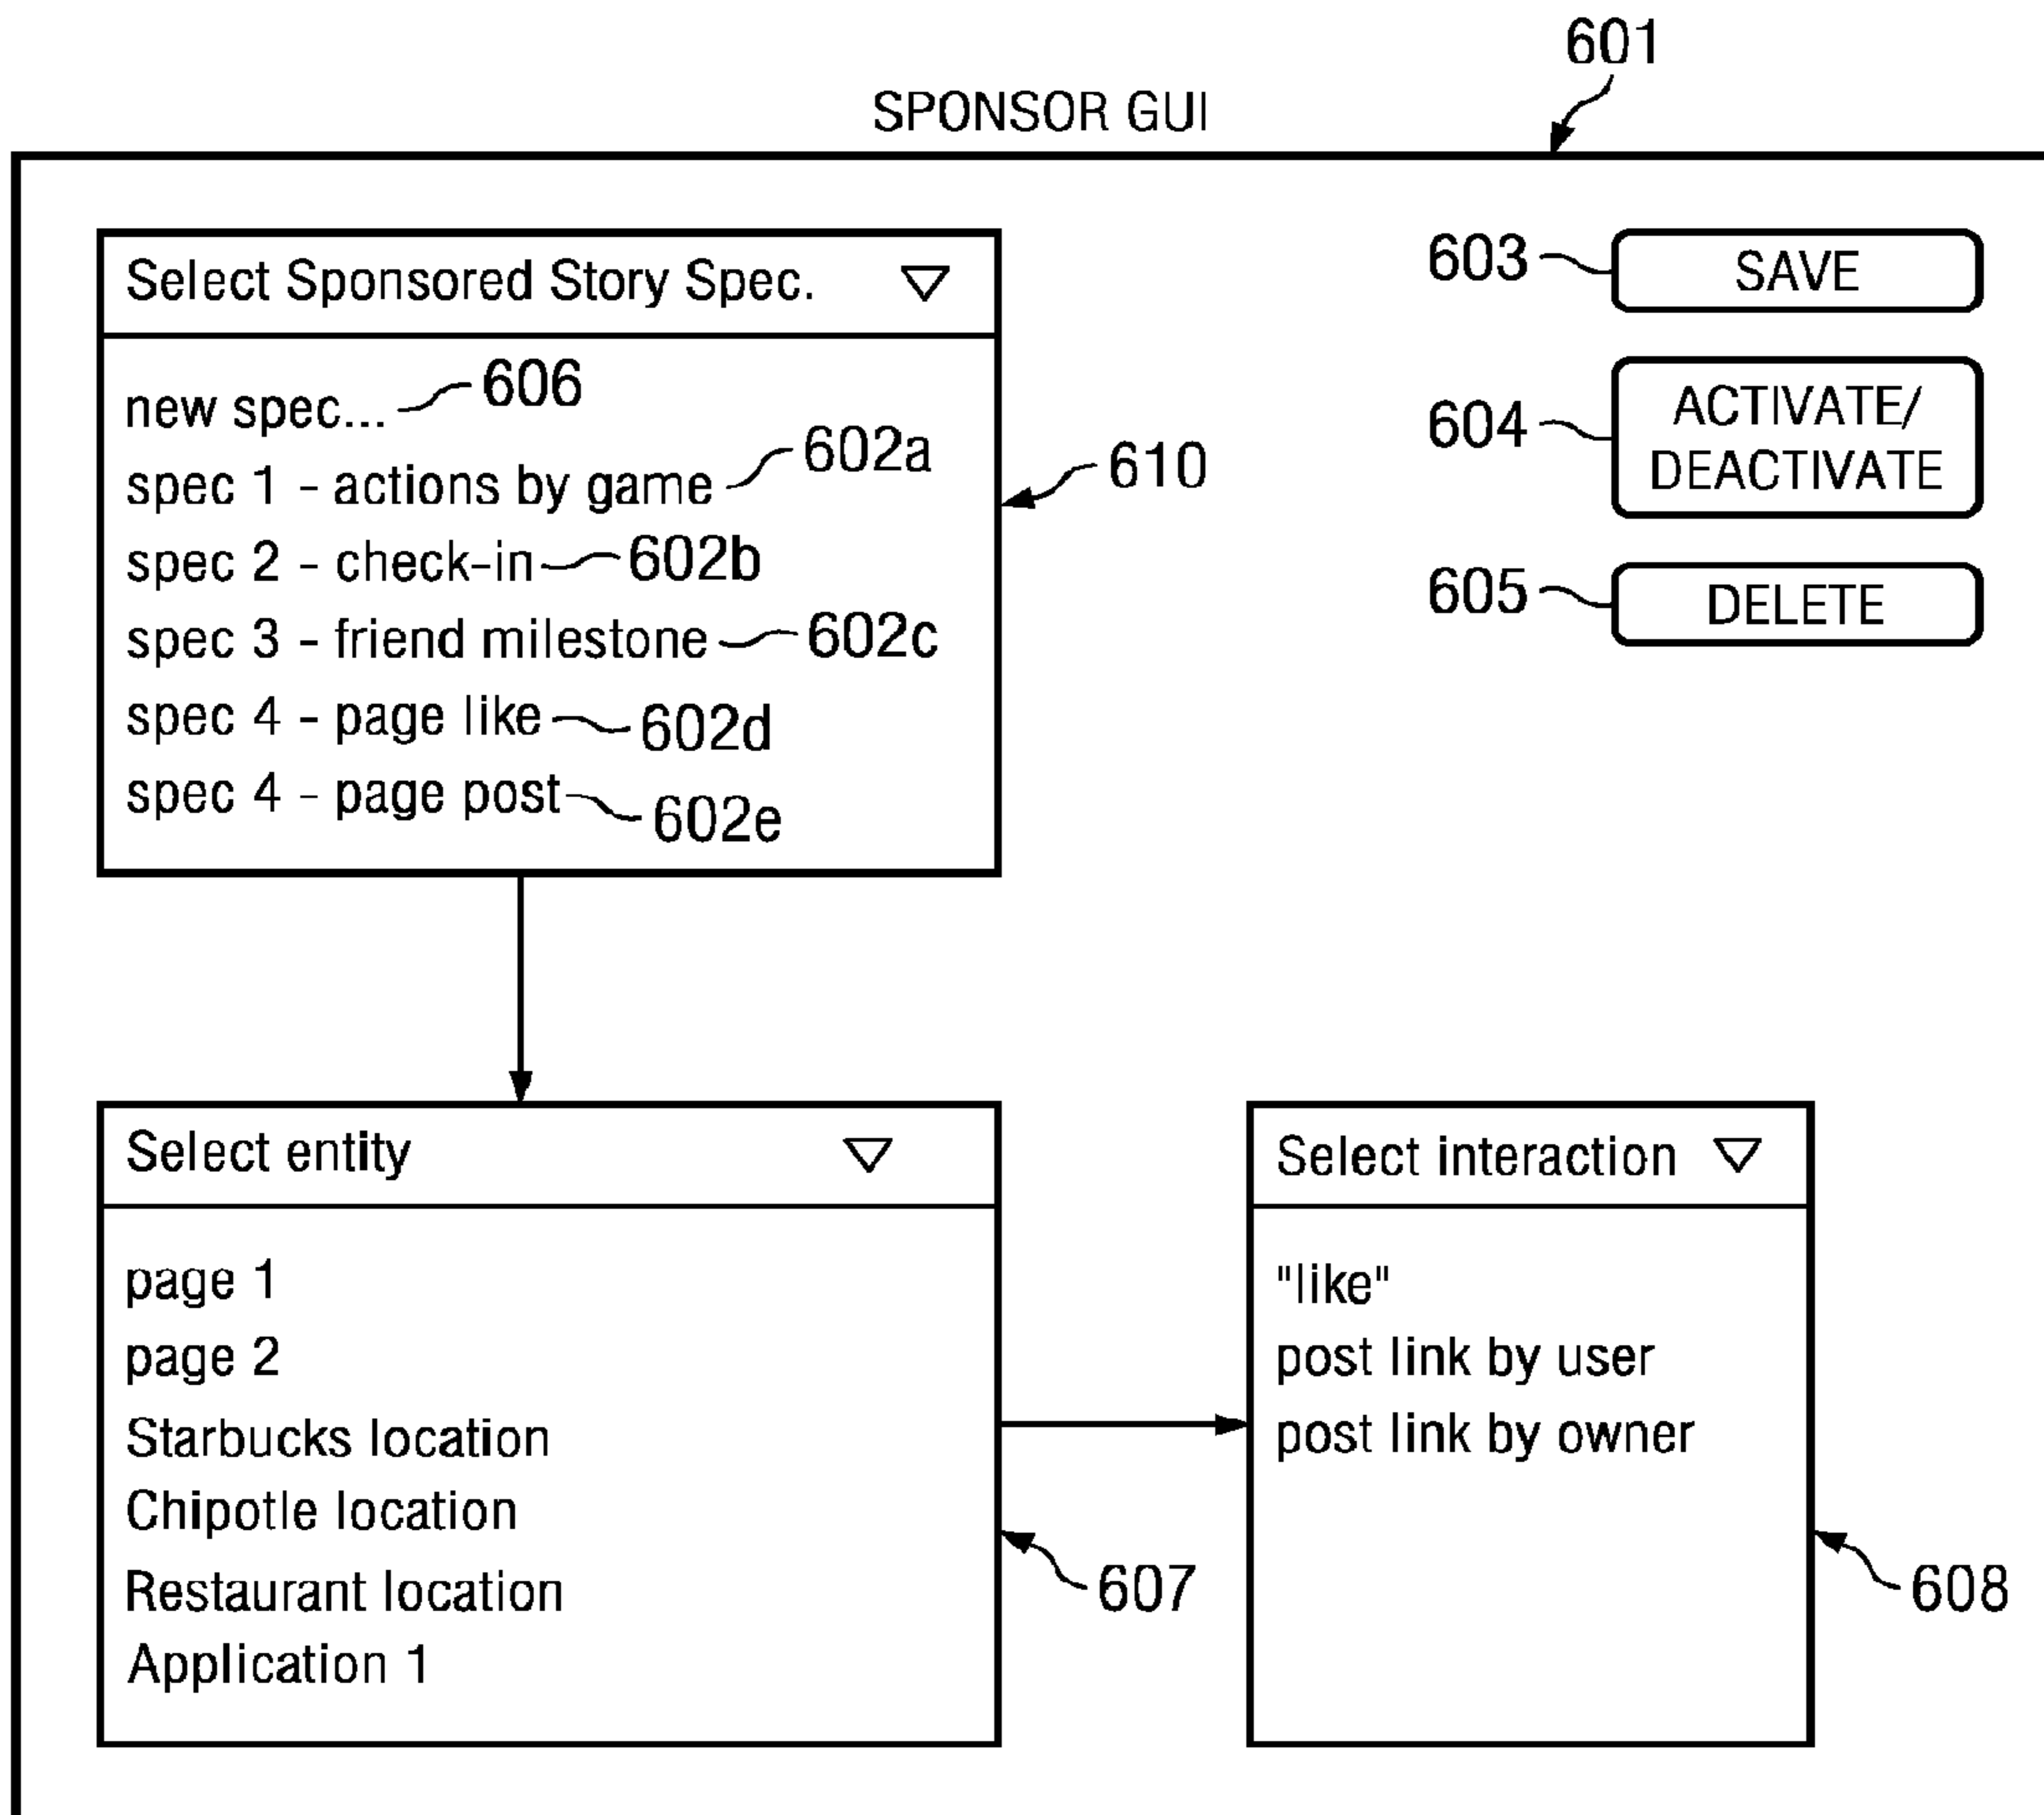 601
SPONSOR GUI
Select Sponsored Story Spec.
new spec... 606
spec 1 - actions by game 602a
spec 2 - check-in 602b
spec 3 - friend milestone 602c
spec 4 - page like 602d
spec 4 - page post 602e
610
603 SAVE
604 ACTIVATE/
DEACTIVATE
605 DELETE
Select entity
page 1
page 2
Starbucks location
Chipotle location
Restaurant location
Application 1
607
Select interaction
"like"
post link by user
post link by owner
608